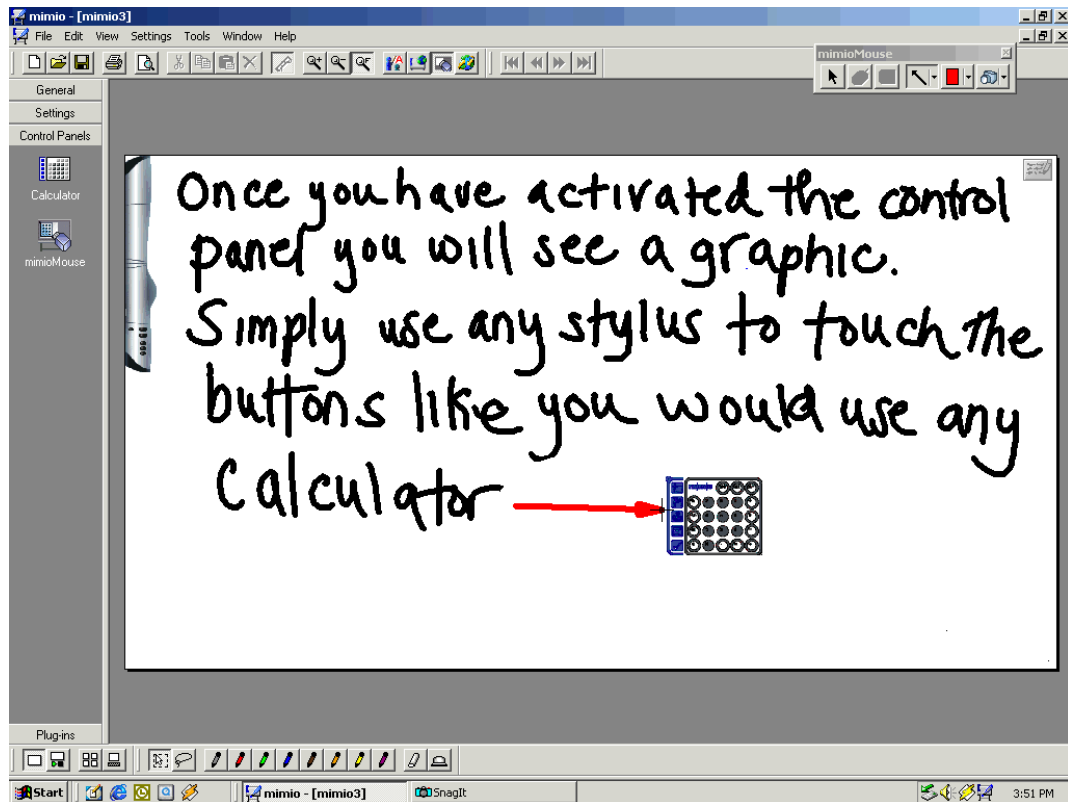 mimio - [mimio3]
File Edit View Settings Tools Window Help
mimioMouse
General
Settings
Control Panels
Calculator
mimioMouse
Once you have activated the control
panel you will see a graphic.
Simply use any stylus to touch the
buttons like you would use any
Calculator
Plug-ins
Start mimio - [mimio3] SnagIt 3:51 PM